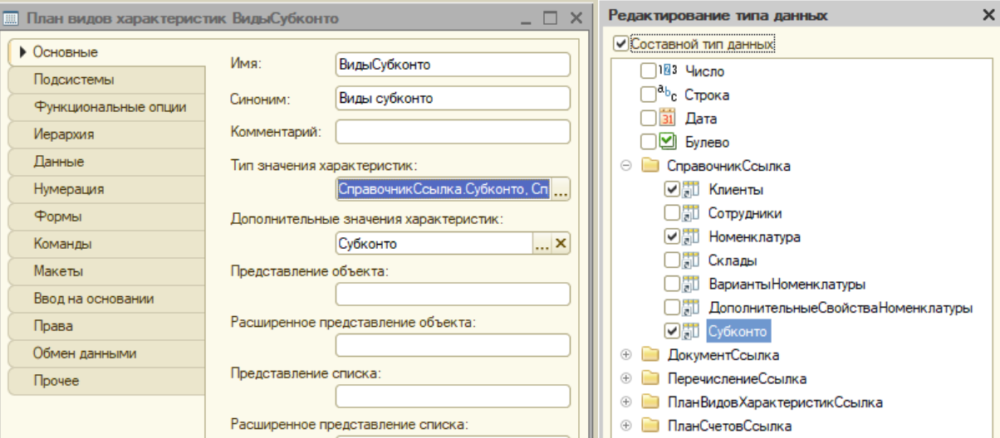 План видов характеристик ВидыСубконто
Основные
Подсистемы
Функциональные опции
Иерархия
Данные
Нумерация
Формы
Команды
Макеты
Ввод на основании
Права
Обмен данными
Прочее
Имя:
ВидыСубконто
Синоним:
Виды субконто
Комментарий:
Тип значения характеристик:
СправочникСсылка.Субконто, Сп
...
Дополнительные значения характеристик:
Субконто
...
Представление объекта:
Расширенное представление объекта:
Представление списка:
Расширенное представление списка:
Редактирование типа данных
Составной тип данных
123 Число
abc Строка
31 Дата
Булево
СправочникСсылка
Клиенты
Сотрудники
Номенклатура
Склады
ВариантыНоменклатуры
ДополнительныеСвойстваНоменклатуры
Субконто
ДокументСсылка
ПеречислениеСсылка
ПланВидовХарактеристикСсылка
ПланСчетовСсылка